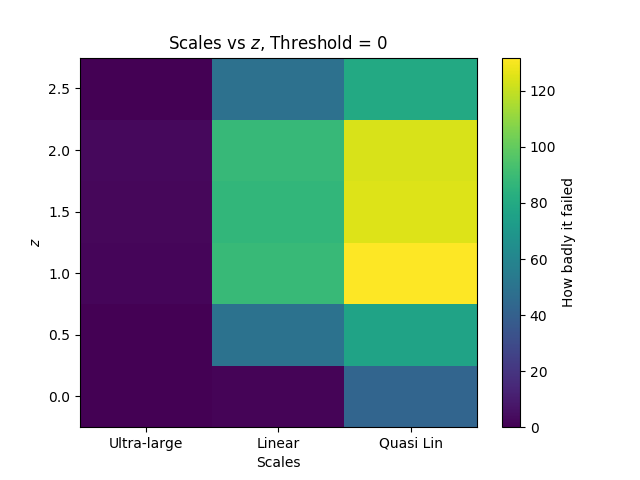 Scales vs z, Threshold = 0
2.5
2.0
1.5
1.0
0.5
0.0
z
Ultra-large
Linear
Quasi Lin
Scales
120
100
80
60
40
20
0
How badly it failed